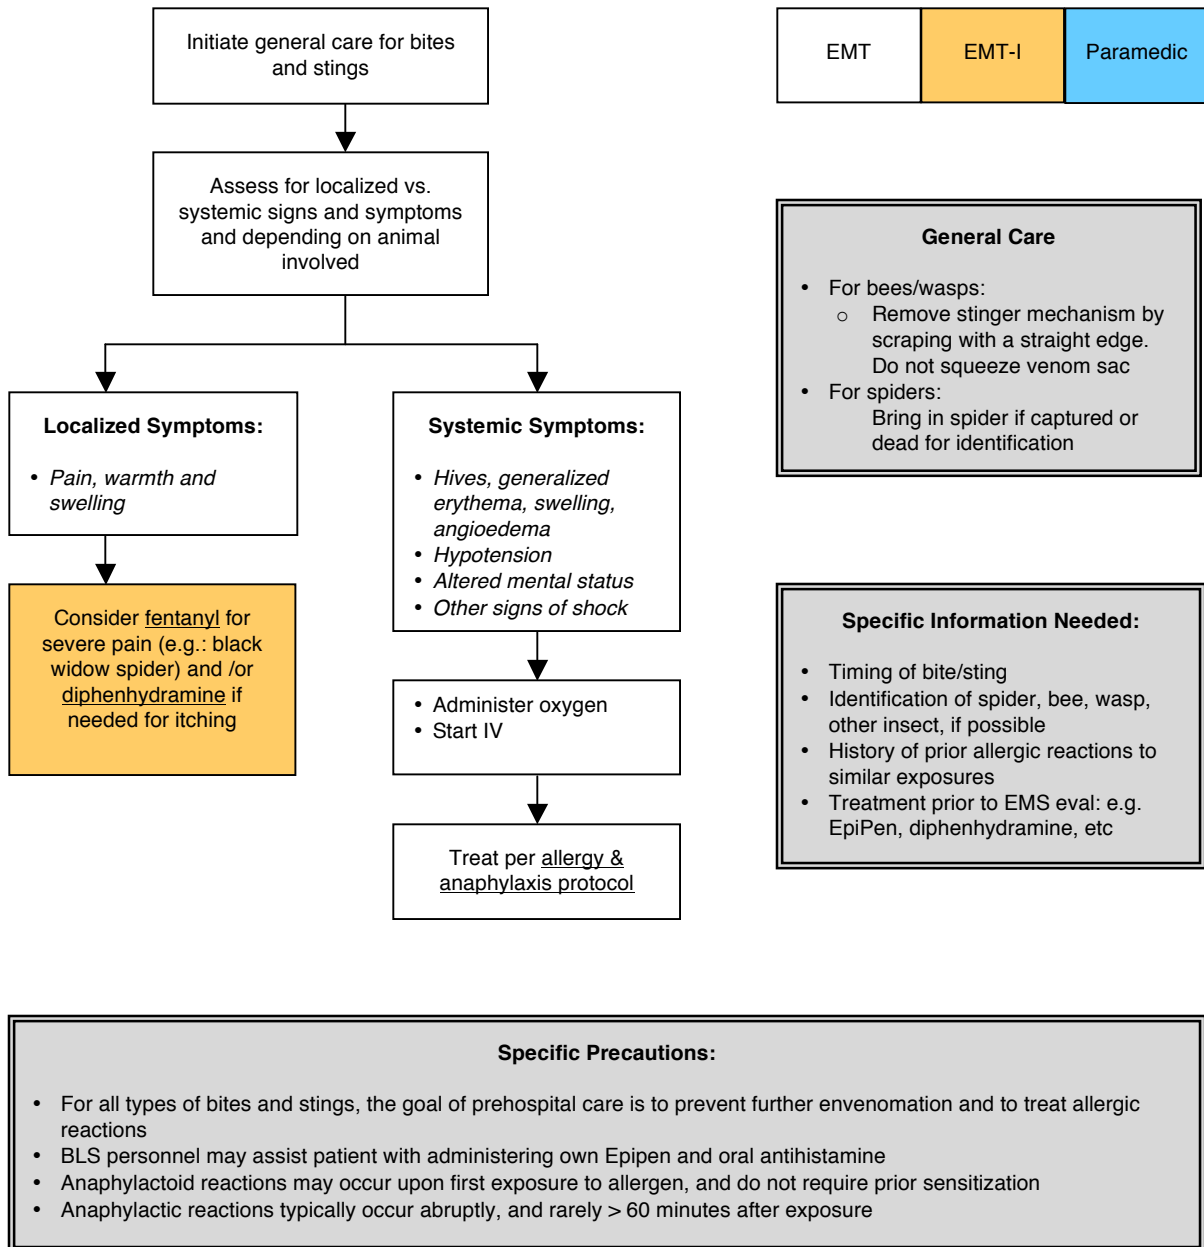 Initiate general care for bites
and stings
EMT
EMT-I
Paramedic
Assess for localized vs.
systemic signs and symptoms
and depending on animal
involved
General Care
• For bees/wasps:
o Remove stinger mechanism by
scraping with a straight edge.
Do not squeeze venom sac
• For spiders:
Bring in spider if captured or
dead for identification
Localized Symptoms:
• Pain, warmth and
swelling
Systemic Symptoms:
• Hives, generalized
erythema, swelling,
angioedema
• Hypotension
• Altered mental status
• Other signs of shock
Consider fentanyl for
severe pain (e.g.: black
widow spider) and /or
diphenhydramine if
needed for itching
Specific Information Needed:
• Timing of bite/sting
• Identification of spider, bee, wasp,
other insect, if possible
• History of prior allergic reactions to
similar exposures
• Treatment prior to EMS eval: e.g.
EpiPen, diphenhydramine, etc
• Administer oxygen
• Start IV
Treat per allergy &
anaphylaxis protocol
Specific Precautions:
• For all types of bites and stings, the goal of prehospital care is to prevent further envenomation and to treat allergic
reactions
• BLS personnel may assist patient with administering own Epipen and oral antihistamine
• Anaphylactoid reactions may occur upon first exposure to allergen, and do not require prior sensitization
• Anaphylactic reactions typically occur abruptly, and rarely > 60 minutes after exposure